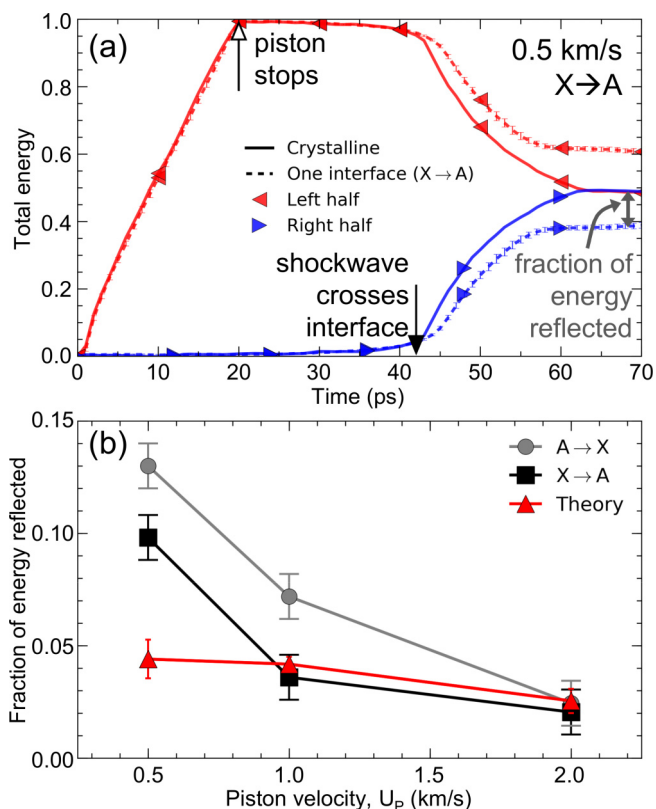 (a)
piston
stops
0.5 km/s
X→A
Crystalline
One interface (X→A)
Left half
Right half
shockwave
crosses
interface
fraction of
energy
reflected
Total energy
1.0
0.8
0.6
0.4
0.2
0.0
0 10 20 30 40 50 60 70
Time (ps)
(b)
A→X
X→A
Theory
Fraction of energy reflected
0.15
0.10
0.05
0.00
0.5 1.0 1.5 2.0
Piston velocity, U_P (km/s)